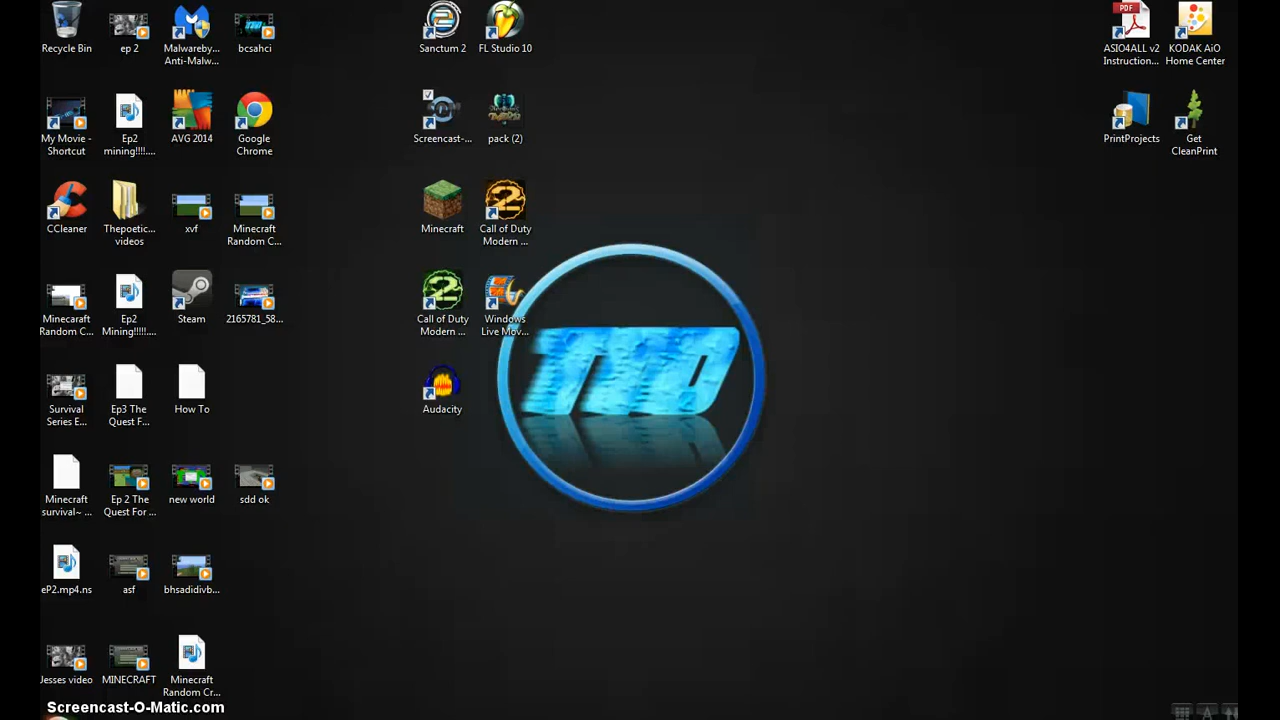 Recycle Bin
ep 2
Malwareby... Anti-Malw...
bcsahci
Sanctum 2
FL Studio 10
PDF
ASIO4ALL v2 Instruction...
KODAK AiO Home Center
My Movie - Shortcut
Ep2 mining!!!!...
AVG 2014
Google Chrome
Screencast-...
pack (2)
PrintProjects
Get CleanPrint
CCleaner
Thepoetic... videos
xvf
Minecraft Random C...
Minecraft
Call of Duty Modern ...
Minecaraft Random C...
Ep2 Mining!!!!!...
Steam
2165781_58...
Call of Duty Modern ...
Windows Live Mov...
Survival Series E...
Ep3 The Quest F...
How To
Audacity
Minecraft survival~ ...
Ep 2 The Quest For ...
new world
sdd ok
eP2.mp4.ns
asf
bhsadidivb...
Jesses video
MINECRAFT
Minecraft Random Cr...
Screencast-O-Matic.com